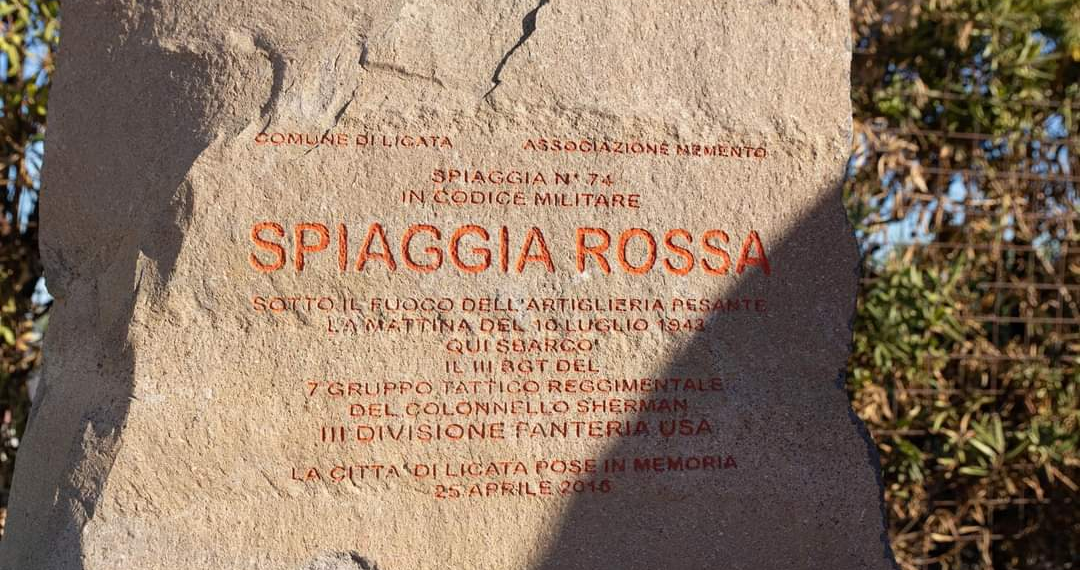 COMUNE DI LICATA ASSOCIAZIONE MEMENTO
SPIAGGIA N° 74
IN CODICE MILITARE
SPIAGGIA ROSSA
SOTTO IL FUOCO DELL'ARTIGLIERIA PESANTE
LA MATTINA DEL 10 LUGLIO 1943
QUI SBARCO'
IL III BGT DEL
7 GRUPPO TATTICO REGGIMENTALE
DEL COLONNELLO SHERMAN
III DIVISIONE FANTERIA USA
LA CITTA' DI LICATA POSE IN MEMORIA
25 APRILE